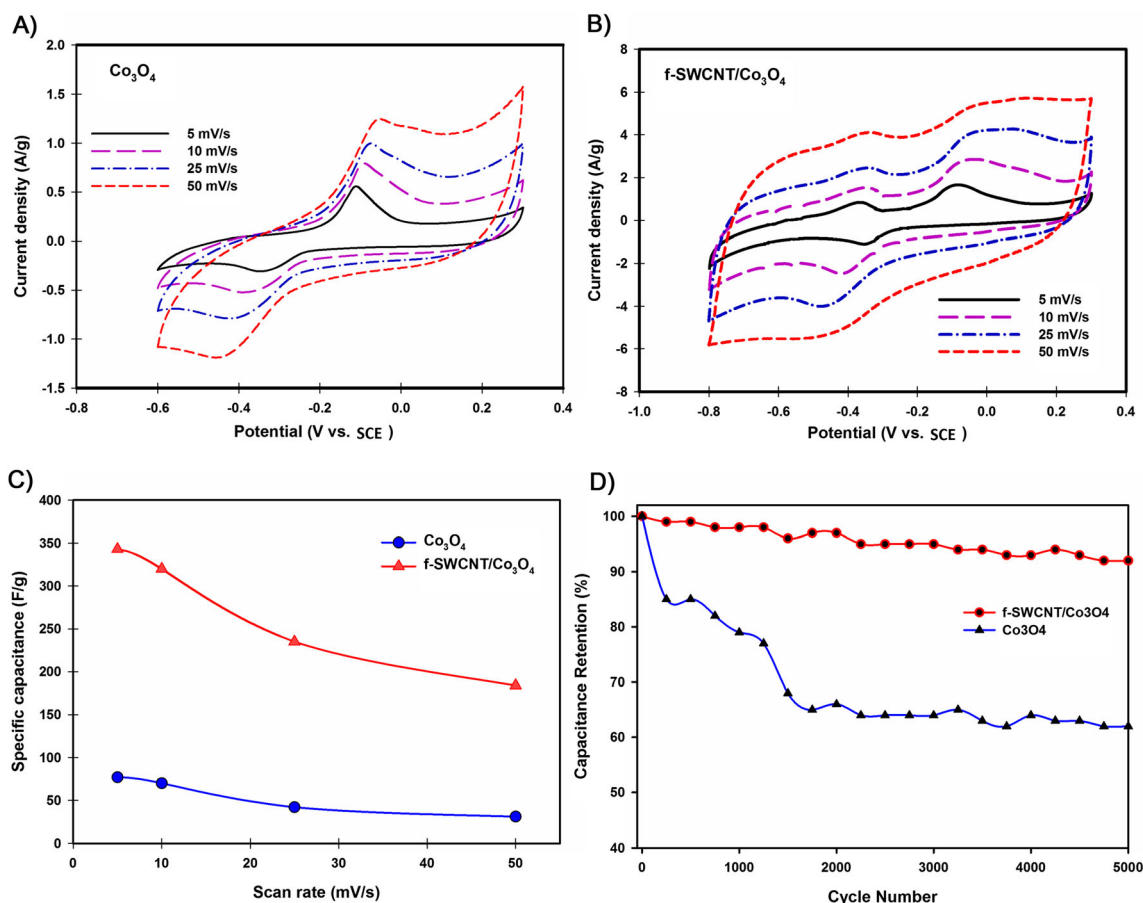 A)
2.0
1.5
1.0
0.5
0.0
-0.5
-1.0
-1.5
Current density (A/g)
Co₃O₄
5 mV/s
10 mV/s
25 mV/s
50 mV/s
-0.8
-0.6
-0.4
-0.2
0.0
0.2
0.4
Potential (V vs. SCE )
B)
8
6
4
2
0
-2
-4
-6
-8
Current density (A/g)
f-SWCNT/Co₃O₄
5 mV/s
10 mV/s
25 mV/s
50 mV/s
-1.0
-0.8
-0.6
-0.4
-0.2
0.0
0.2
0.4
Potential (V vs. SCE )
C)
400
350
300
250
200
150
100
50
0
Specific capacitance (F/g)
Co₃O₄
f-SWCNT/Co₃O₄
0
10
20
30
40
50
Scan rate (mV/s)
D)
100
90
80
70
60
50
40
Capacitance Retention (%)
f-SWCNT/Co3O4
Co3O4
0
1000
2000
3000
4000
5000
Cycle Number